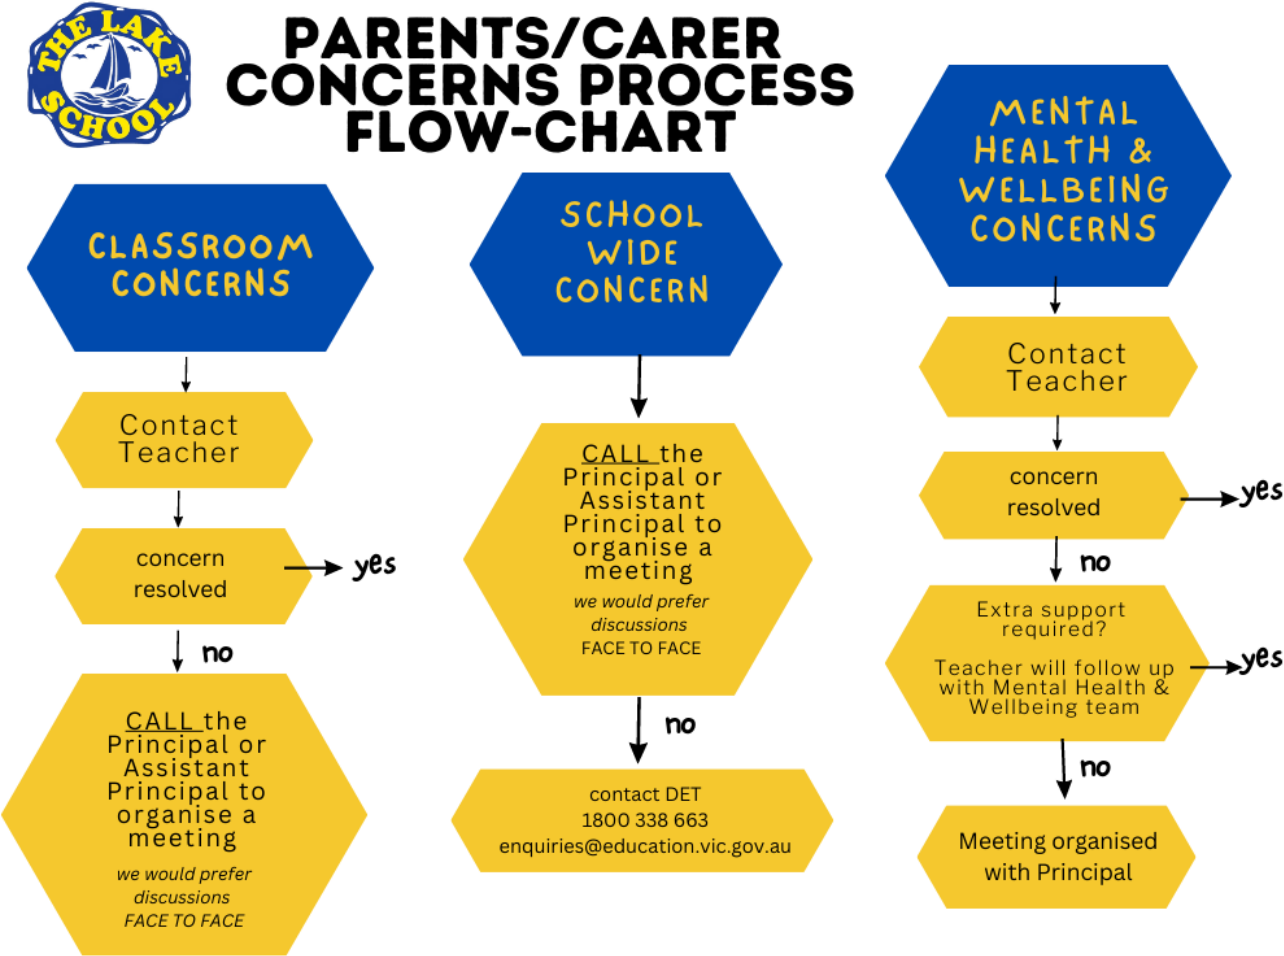 THE LAKE
SCHOOL
PARENTS/CARER
CONCERNS PROCESS
FLOW-CHART
CLASSROOM
CONCERNS
Contact
Teacher
concern
resolved
yes
no
CALL the
Principal or
Assistant
Principal to
organise a
meeting
we would prefer
discussions
FACE TO FACE
SCHOOL
WIDE
CONCERN
CALL the
Principal or
Assistant
Principal to
organise a
meeting
we would prefer
discussions
FACE TO FACE
no
contact DET
1800 338 663
enquiries@education.vic.gov.au
MENTAL
HEALTH &
WELLBEING
CONCERNS
Contact
Teacher
concern
resolved
yes
no
Extra support
required?
Teacher will follow up
with Mental Health &
Wellbeing team
yes
no
Meeting organised
with Principal